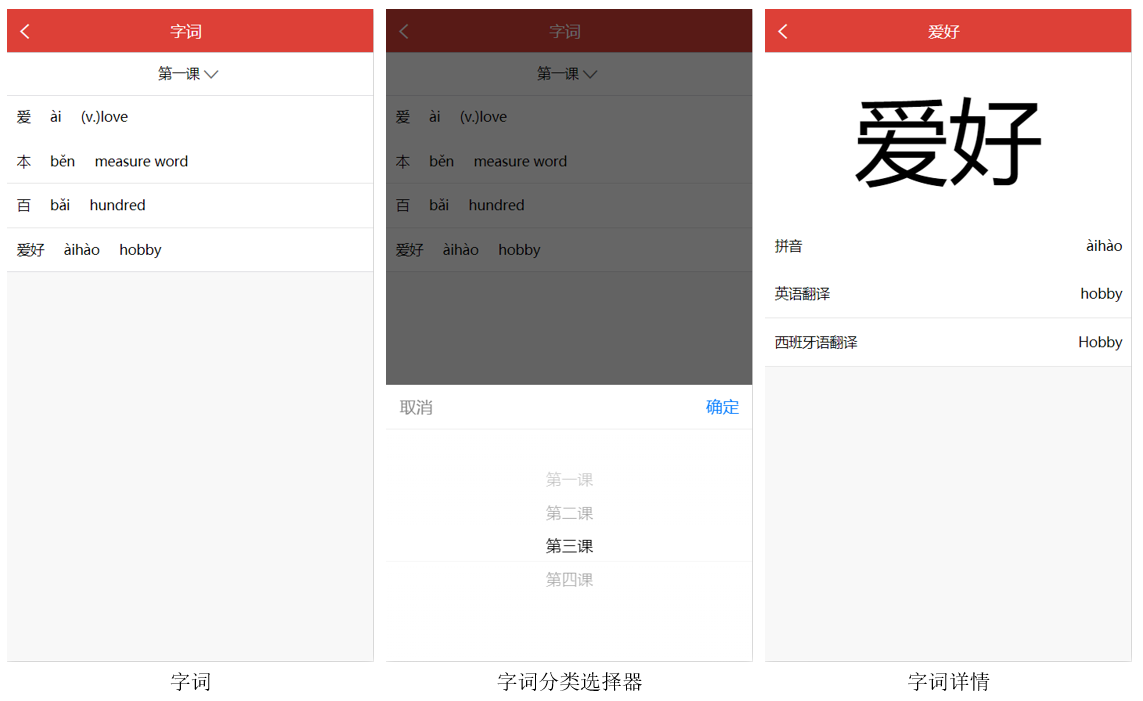 字词
第一课
爱 ài (v.)love
本 běn measure word
百 bǎi hundred
爱好 àihào hobby
字词
字词
第一课
爱 ài (v.)love
本 běn measure word
百 bǎi hundred
爱好 àihào hobby
取消 确定
第一课
第二课
第三课
第四课
字词分类选择器
爱好
爱好
拼音 àihào
英语翻译 hobby
西班牙语翻译 Hobby
字词详情